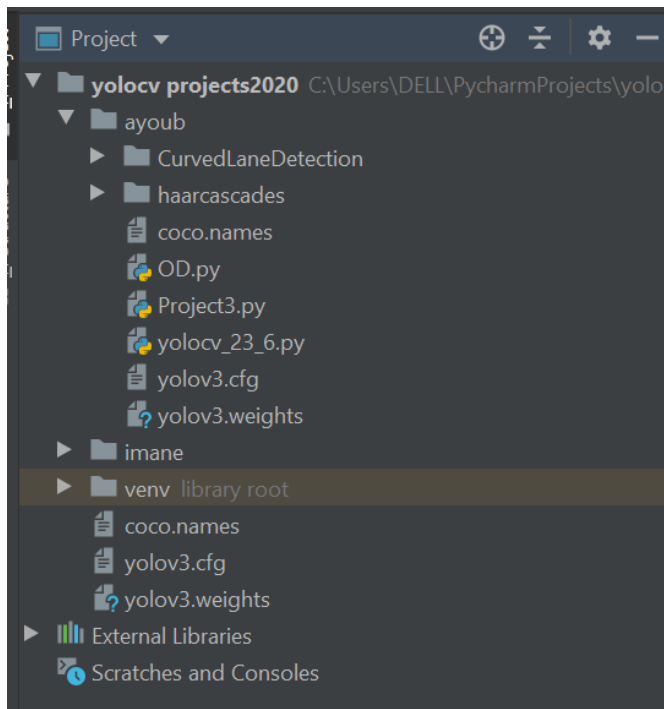 Project
yolocv projects2020 C:\Users\DELL\PycharmProjects\yolo
ayoub
CurvedLaneDetection
haarcascades
coco.names
OD.py
Project3.py
yolocv_23_6.py
yolov3.cfg
yolov3.weights
imane
venv library root
coco.names
yolov3.cfg
yolov3.weights
External Libraries
Scratches and Consoles